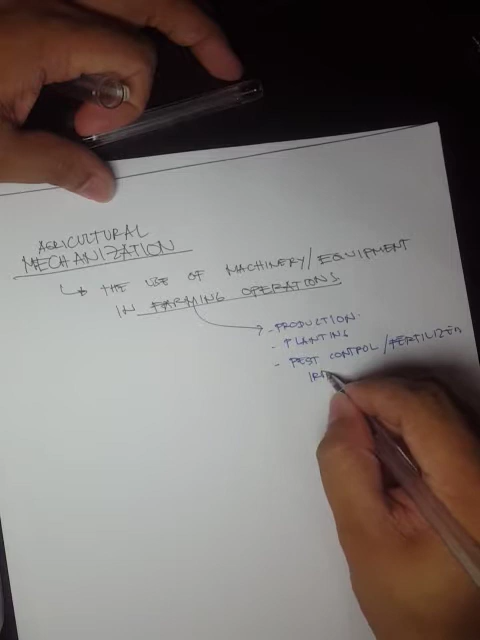 AGRICULTURAL
MECHANIZATION
↳ THE USE OF MACHINERY/EQUIPMENT
IN FARMING OPERATIONS
- PRODUCTION
- PLANTING
- PEST CONTROL/FERTILIZER